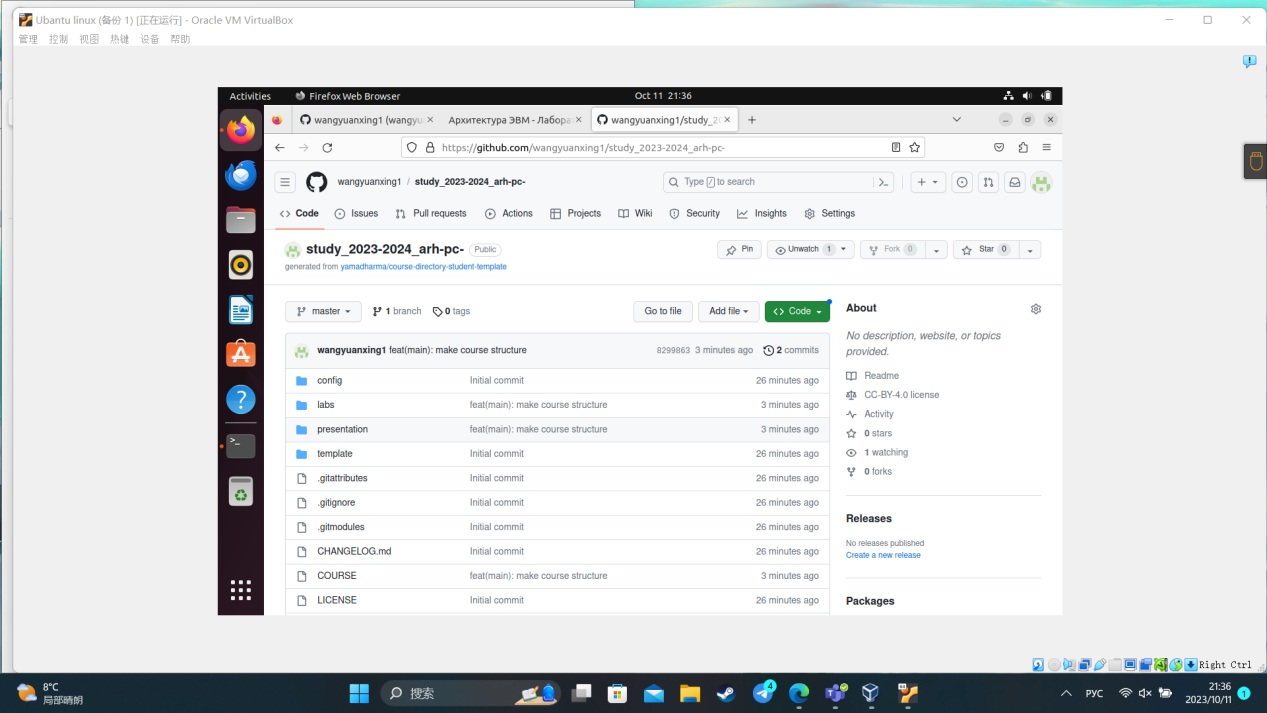 Ubantu linux (备份 1) [正在运行] - Oracle VM VirtualBox
管理 控制 视图 热键 设备 帮助
Activities Firefox Web Browser Oct 11 21:36
wangyuanxing1 (wangyu Архитектура ЭВМ - Лабора wangyuanxing1/study_20
https://github.com/wangyuanxing1/study_2023-2024_arh-pc-
wangyuanxing1 / study_2023-2024_arh-pc- Type / to search
Code Issues Pull requests Actions Projects Wiki Security Insights Settings
study_2023-2024_arh-pc- Public Pin Unwatch 1 Fork 0 Star 0
generated from yamadharma/course-directory-student-template
master 1 branch 0 tags Go to file Add file Code
About
No description, website, or topics
provided.
Readme
CC-BY-4.0 license
Activity
0 stars
1 watching
0 forks
Releases
No releases published
Create a new release
Packages
wangyuanxing1 feat(main): make course structure 8299863 3 minutes ago 2 commits
config Initial commit 26 minutes ago
labs feat(main): make course structure 3 minutes ago
presentation feat(main): make course structure 3 minutes ago
template Initial commit 26 minutes ago
.gitattributes Initial commit 26 minutes ago
.gitignore Initial commit 26 minutes ago
.gitmodules Initial commit 26 minutes ago
CHANGELOG.md Initial commit 26 minutes ago
COURSE feat(main): make course structure 3 minutes ago
LICENSE Initial commit 26 minutes ago
Right Ctrl
8°C
局部晴朗
搜索
4
РУС
21:36
2023/10/11
1